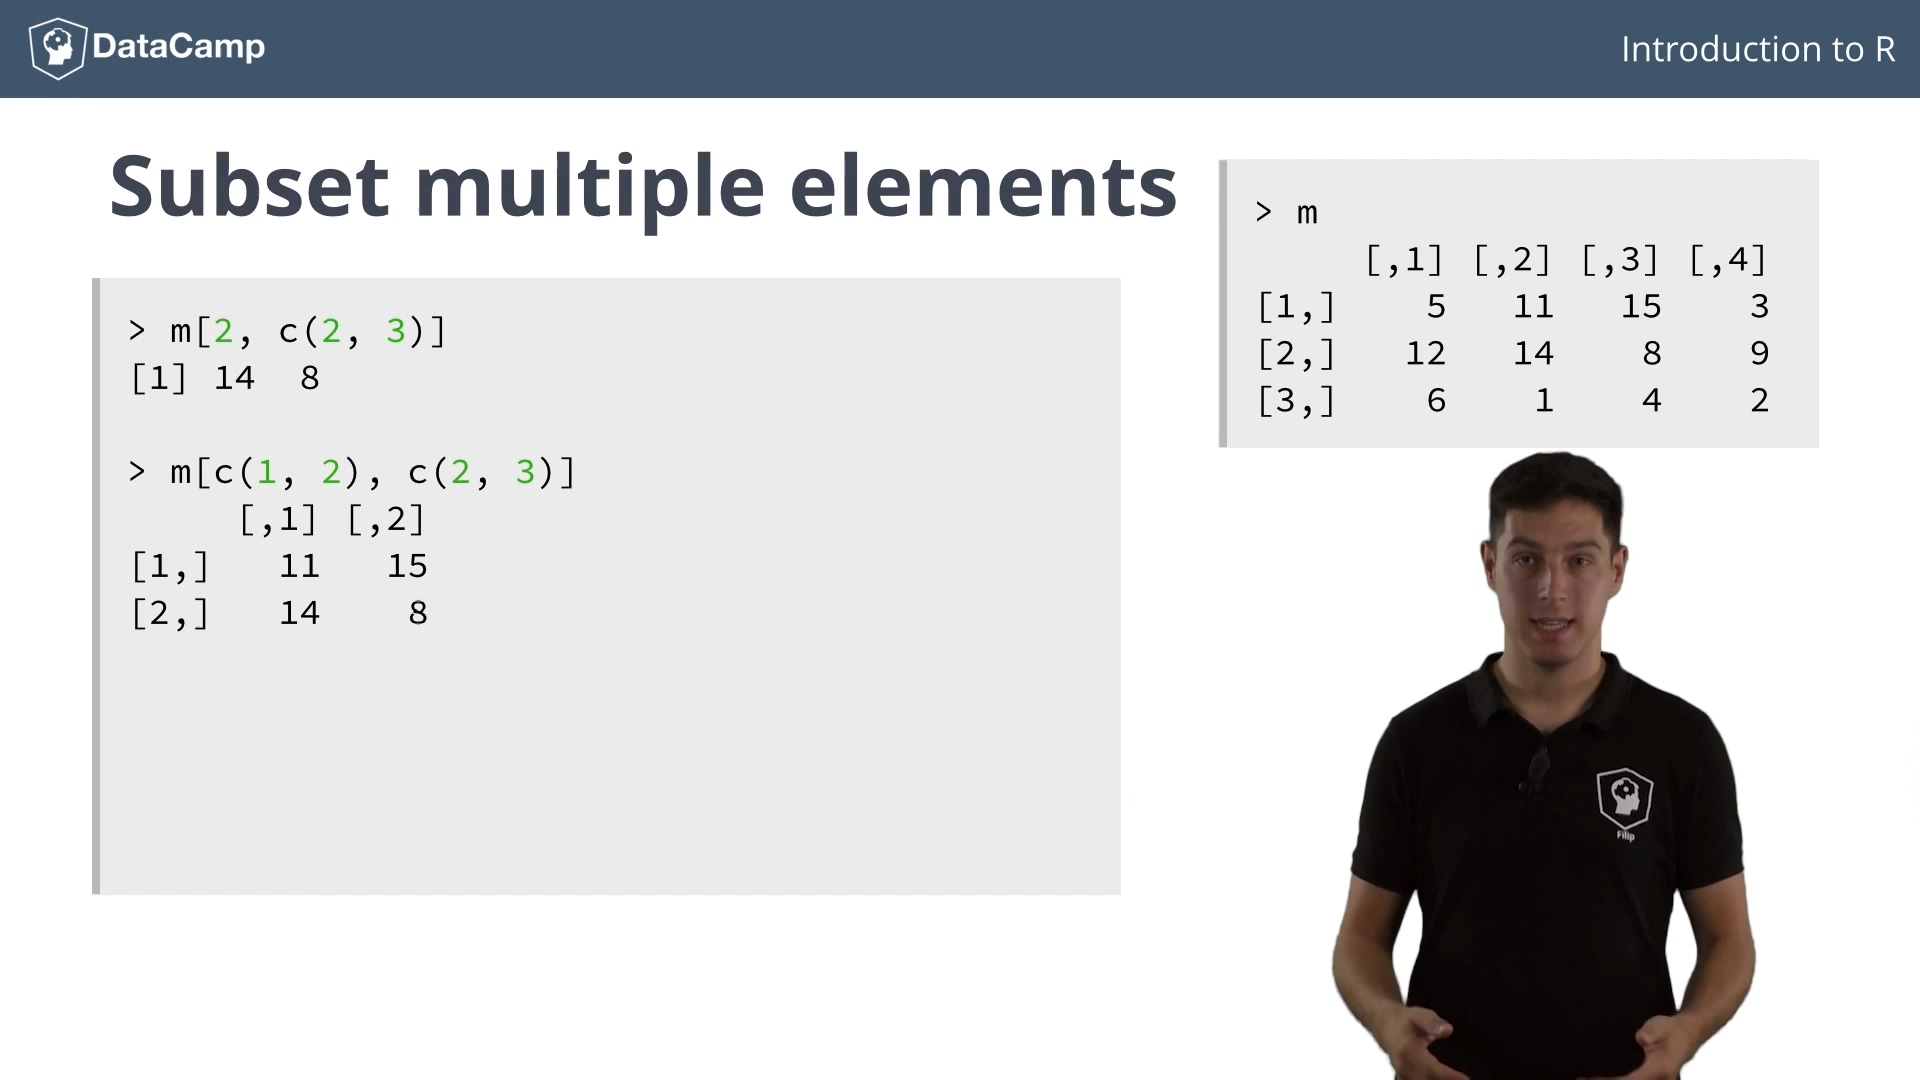 DataCamp
Introduction to R
Subset multiple elements
> m[2, c(2, 3)]
[1] 14  8
> m[c(1, 2), c(2, 3)]
     [,1] [,2]
[1,]   11   15
[2,]   14    8
> m
     [,1] [,2] [,3] [,4]
[1,]    5   11   15    3
[2,]   12   14    8    9
[3,]    6    1    4    2
Filip